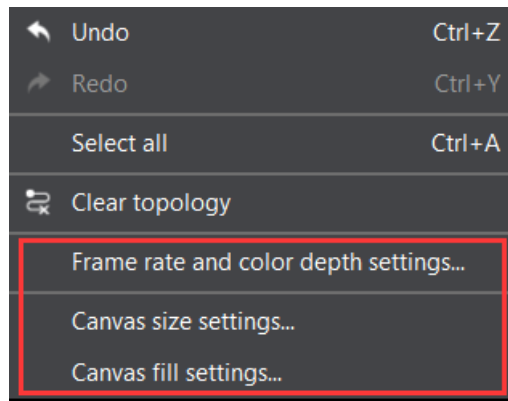 Undo Ctrl+Z
Redo Ctrl+Y
Select all Ctrl+A
Clear topology
Frame rate and color depth settings...
Canvas size settings...
Canvas fill settings...